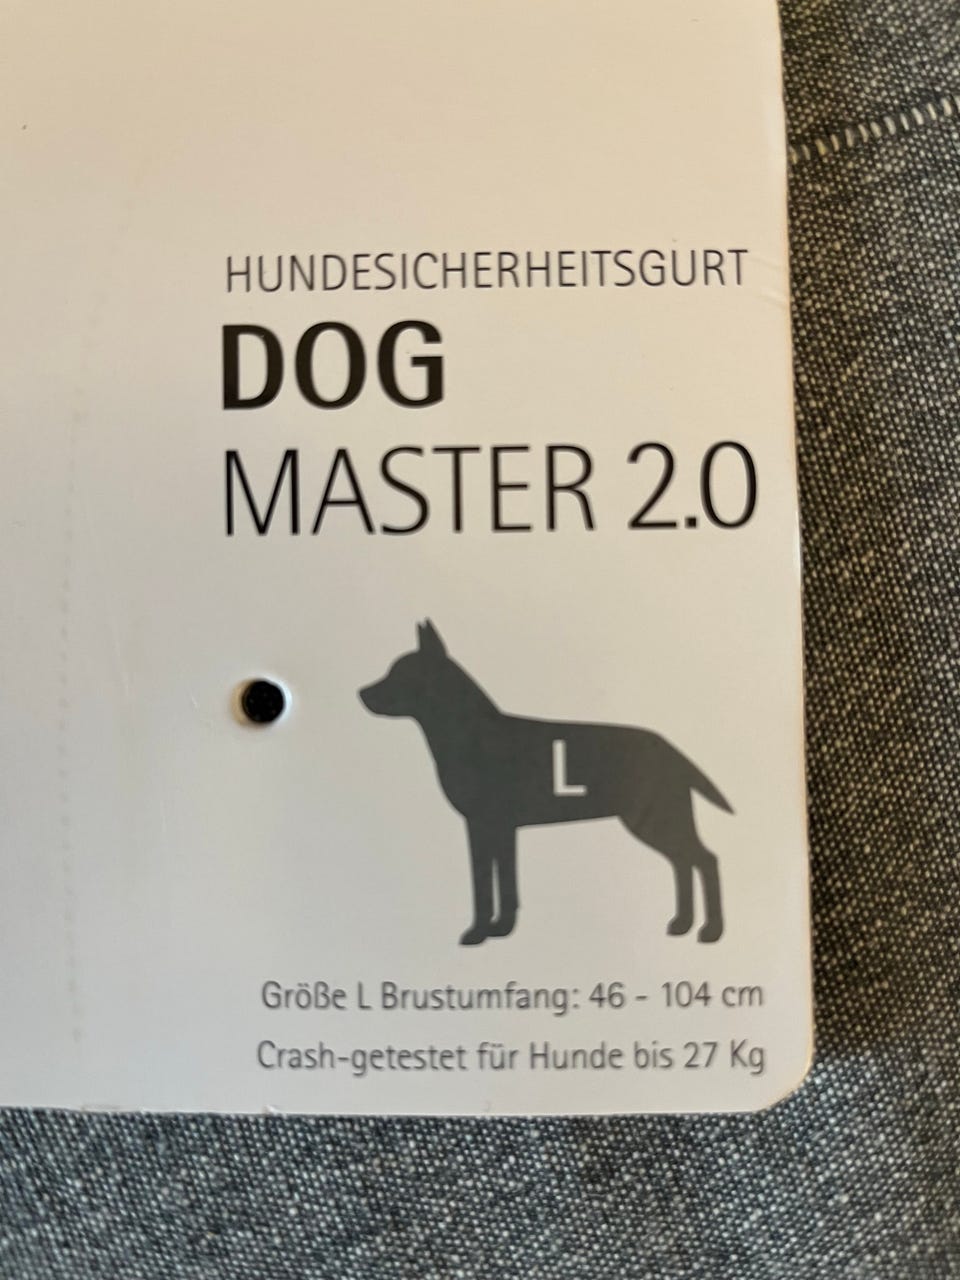 HUNDESICHERHEITSGURT
DOG
MASTER 2.0
L
Größe L Brustumfang: 46 - 104 cm
Crash-getestet für Hunde bis 27 Kg